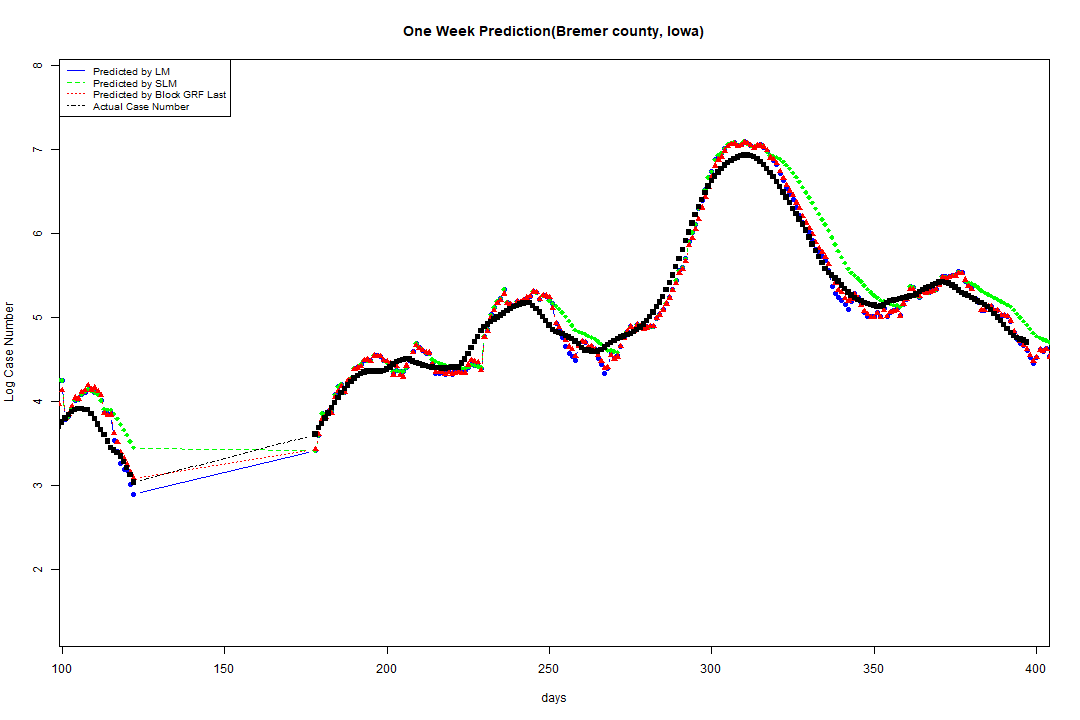 One Week Prediction(Bremer county, Iowa)
Predicted by LM
Predicted by SLM
Predicted by Block GRF Last
Actual Case Number
Log Case Number
8
7
6
5
4
3
2
100 150 200 250 300 350 400
days